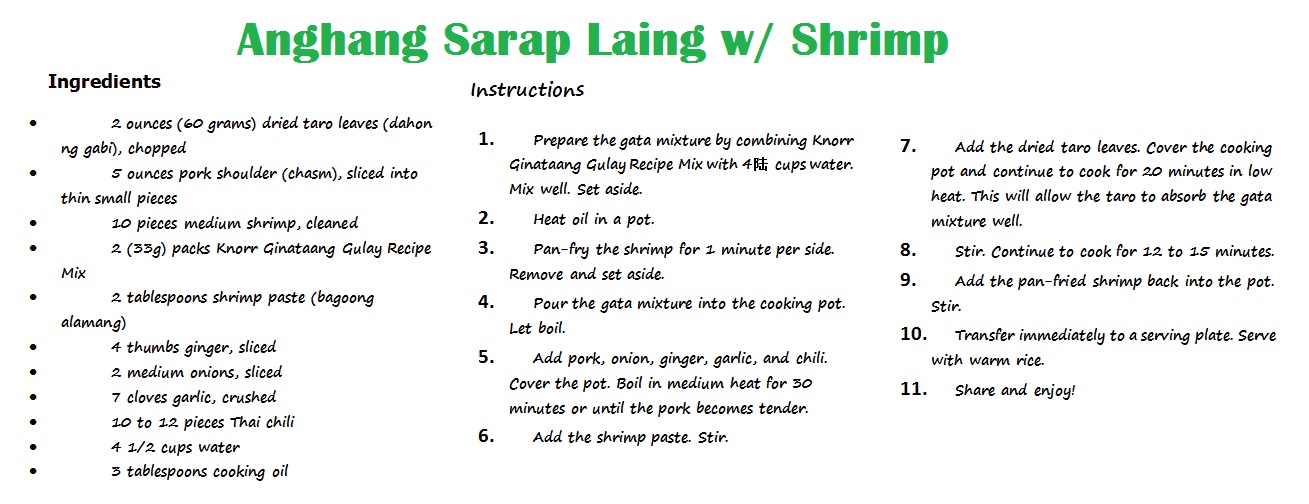 Anghang Sarap Laing w/ Shrimp
Ingredients
• 2 ounces (60 grams) dried taro leaves (dahon
ng gabi), chopped
• 5 ounces pork shoulder (chasm), sliced into
thin small pieces
• 10 pieces medium shrimp, cleaned
• 2 (33g) packs Knorr Ginataang Gulay Recipe
Mix
• 2 tablespoons shrimp paste (bagoong
alamang)
• 4 thumbs ginger, sliced
• 2 medium onions, sliced
• 7 cloves garlic, crushed
• 10 to 12 pieces Thai chili
• 4 1/2 cups water
• 3 tablespoons cooking oil
Instructions
1. Prepare the gata mixture by combining Knorr
Ginataang Gulay Recipe Mix with 4陆 cups water.
Mix well. Set aside.
2. Heat oil in a pot.
3. Pan-fry the shrimp for 1 minute per side.
Remove and set aside.
4. Pour the gata mixture into the cooking pot.
Let boil.
5. Add pork, onion, ginger, garlic, and chili.
Cover the pot. Boil in medium heat for 30
minutes or until the pork becomes tender.
6. Add the shrimp paste. Stir.
7. Add the dried taro leaves. Cover the cooking
pot and continue to cook for 20 minutes in low
heat. This will allow the taro to absorb the gata
mixture well.
8. Stir. Continue to cook for 12 to 15 minutes.
9. Add the pan-fried shrimp back into the pot.
Stir.
10. Transfer immediately to a serving plate. Serve
with warm rice.
11. Share and enjoy!